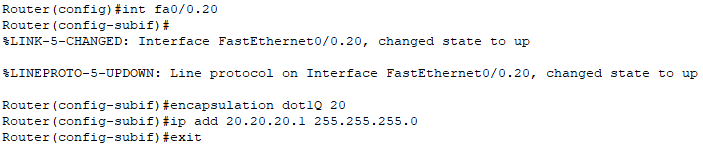 Router(config)#int fa0/0.20
Router(config-subif)#
%LINK-5-CHANGED: Interface FastEthernet0/0.20, changed state to up
%LINEPROTO-5-UPDOWN: Line protocol on Interface FastEthernet0/0.20, changed state to up
Router(config-subif)#encapsulation dot1Q 20
Router(config-subif)#ip add 20.20.20.1 255.255.255.0
Router(config-subif)#exit